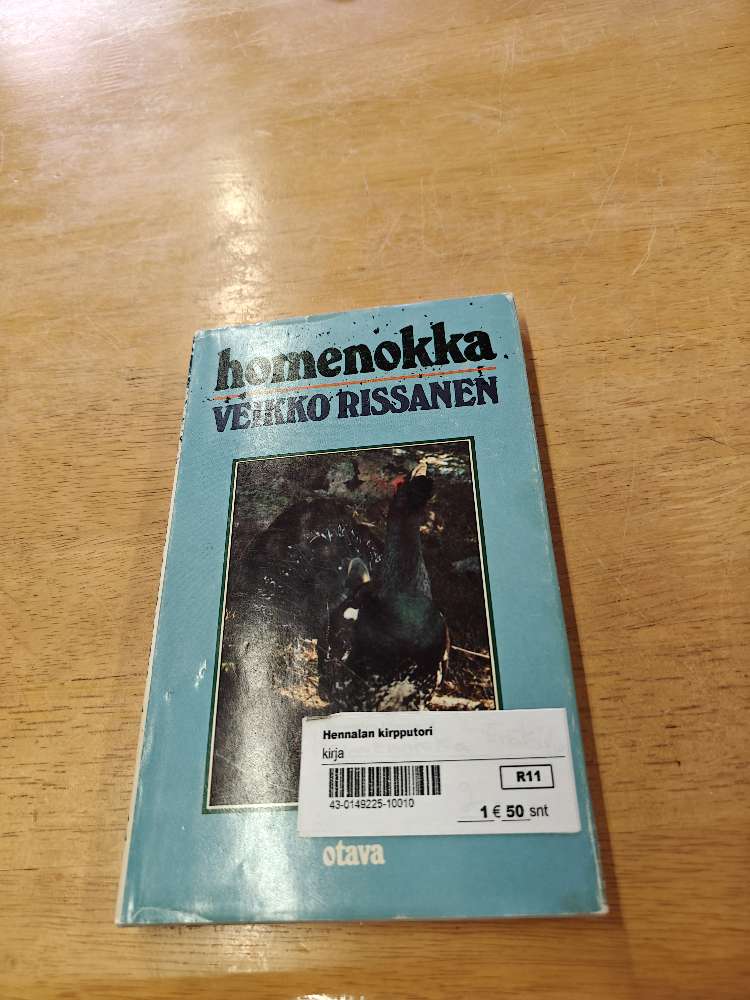 homenokka
VEIKKO RISSANEN
Hennalan kirpputori
kirja
R11
43-0149225-10010
1 € 50 snt
otava